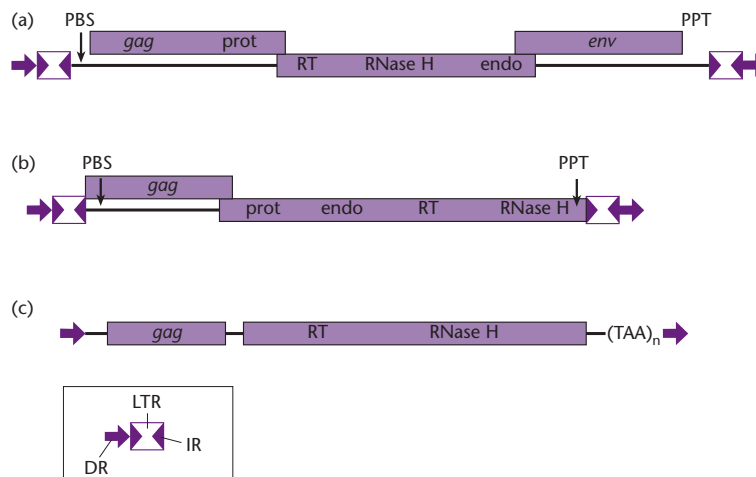 (a)
PBS
PPT
gag prot
env
RT RNase H endo
(b)
PBS
PPT
gag
prot endo RT RNase H
(c)
gag RT RNase H (TAA)n
LTR
IR
DR